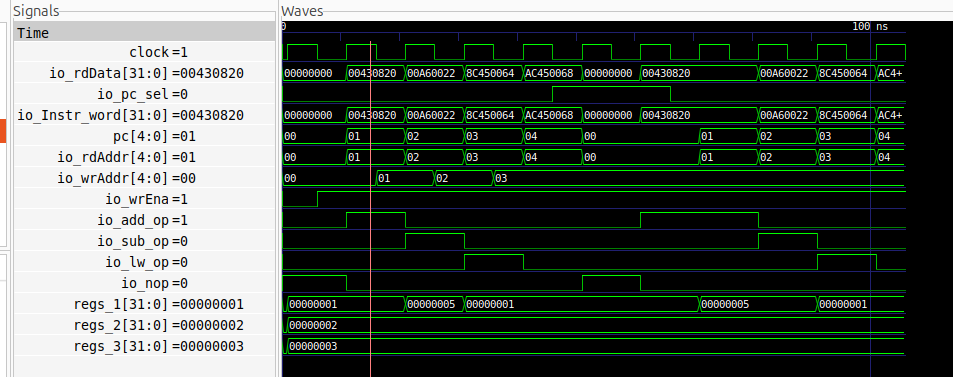 Signals
Waves
Time
0
100 ns
clock =1
io_rdData[31:0] =00430820
00000000 00430820 00A60022 8C450064 AC450068 00000000 00430820 00A60022 8C450064 AC4+
io_pc_sel =0
io_Instr_word[31:0] =00430820
00000000 00430820 00A60022 8C450064 AC450068 00000000 00430820 00A60022 8C450064 AC4+
pc[4:0] =01
00 01 02 03 04 00 01 02 03 04
io_rdAddr[4:0] =01
00 01 02 03 04 00 01 02 03 04
io_wrAddr[4:0] =00
00 01 02 03
io_wrEna =1
io_add_op =1
io_sub_op =0
io_lw_op =0
io_nop =0
regs_1[31:0] =00000001
00000001 00000005 00000001 00000005 00000001
regs_2[31:0] =00000002
00000002
regs_3[31:0] =00000003
00000003